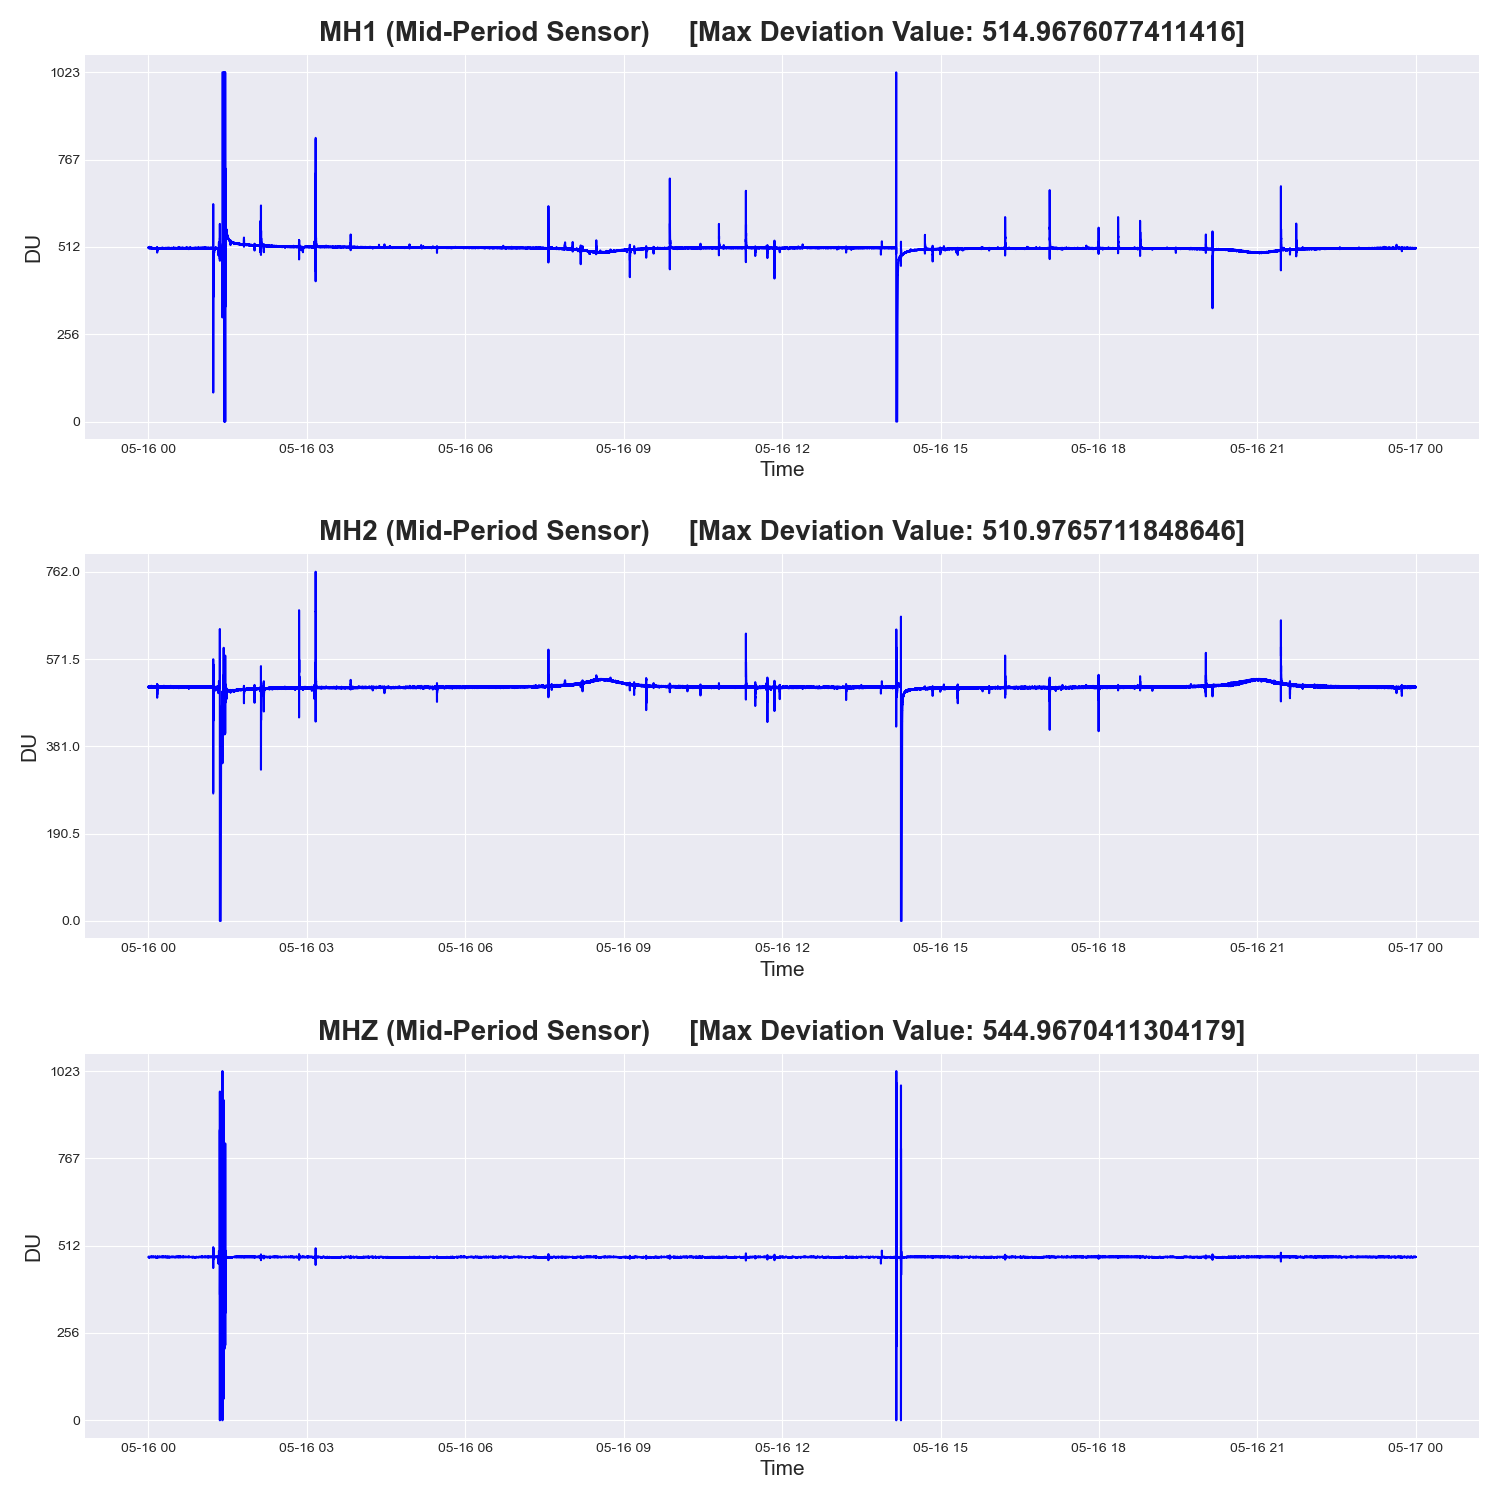 MH1 (Mid-Period Sensor) [Max Deviation Value: 514.9676077411416]
1023
767
512
256
0
DU
05-16 00 05-16 03 05-16 06 05-16 09 05-16 12 05-16 15 05-16 18 05-16 21 05-17 00
Time
MH2 (Mid-Period Sensor) [Max Deviation Value: 510.9765711848646]
762.0
571.5
381.0
190.5
0.0
DU
05-16 00 05-16 03 05-16 06 05-16 09 05-16 12 05-16 15 05-16 18 05-16 21 05-17 00
Time
MHZ (Mid-Period Sensor) [Max Deviation Value: 544.9670411304179]
1023
767
512
256
0
DU
05-16 00 05-16 03 05-16 06 05-16 09 05-16 12 05-16 15 05-16 18 05-16 21 05-17 00
Time